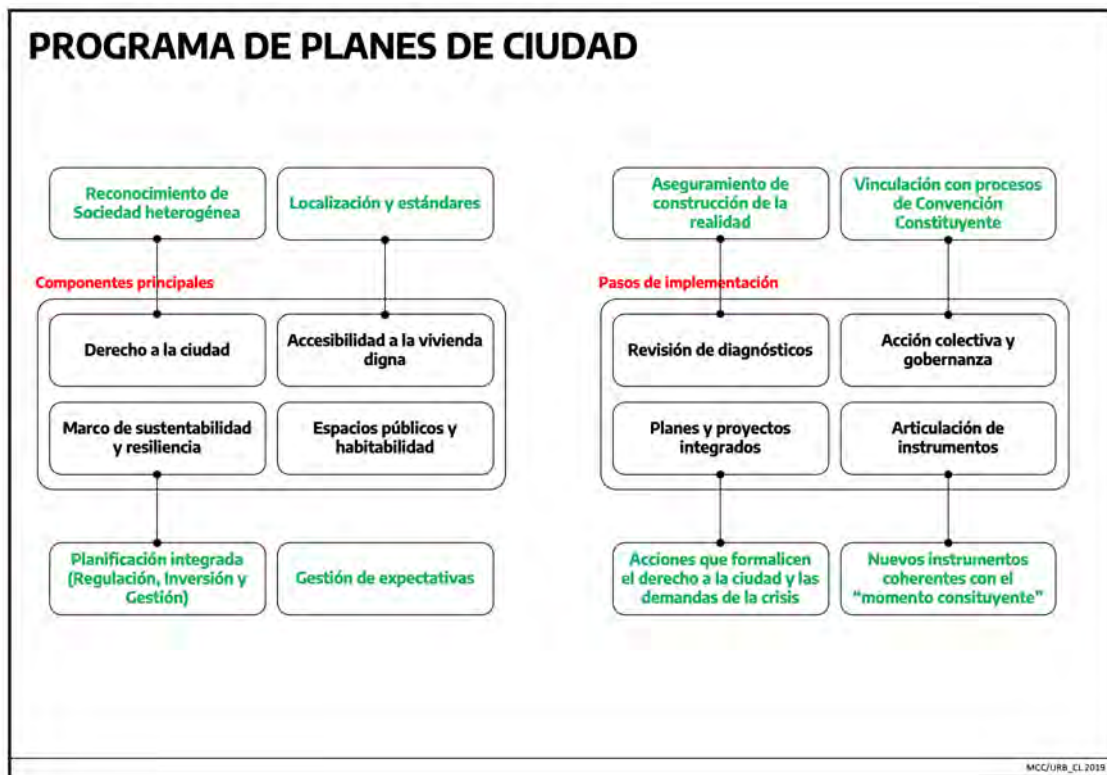 PROGRAMA DE PLANES DE CIUDAD
Reconocimiento de
Sociedad heterogénea
Localización y estándares
Componentes principales
Derecho a la ciudad
Accesibilidad a la vivienda
digna
Marco de sustentabilidad
y resiliencia
Espacios públicos y
habitabilidad
Planificación integrada
(Regulación, Inversión y
Gestión)
Gestión de expectativas
Aseguramiento de
construcción de la
realidad
Vinculación con procesos
de Convención
Constituyente
Pasos de implementación
Revisión de diagnósticos
Acción colectiva y
gobernanza
Planes y proyectos
integrados
Articulación de
instrumentos
Acciones que formalicen
el derecho a la ciudad y las
demandas de la crisis
Nuevos instrumentos
coherentes con el
“momento consituyente”
MCC/URB_CL 2019